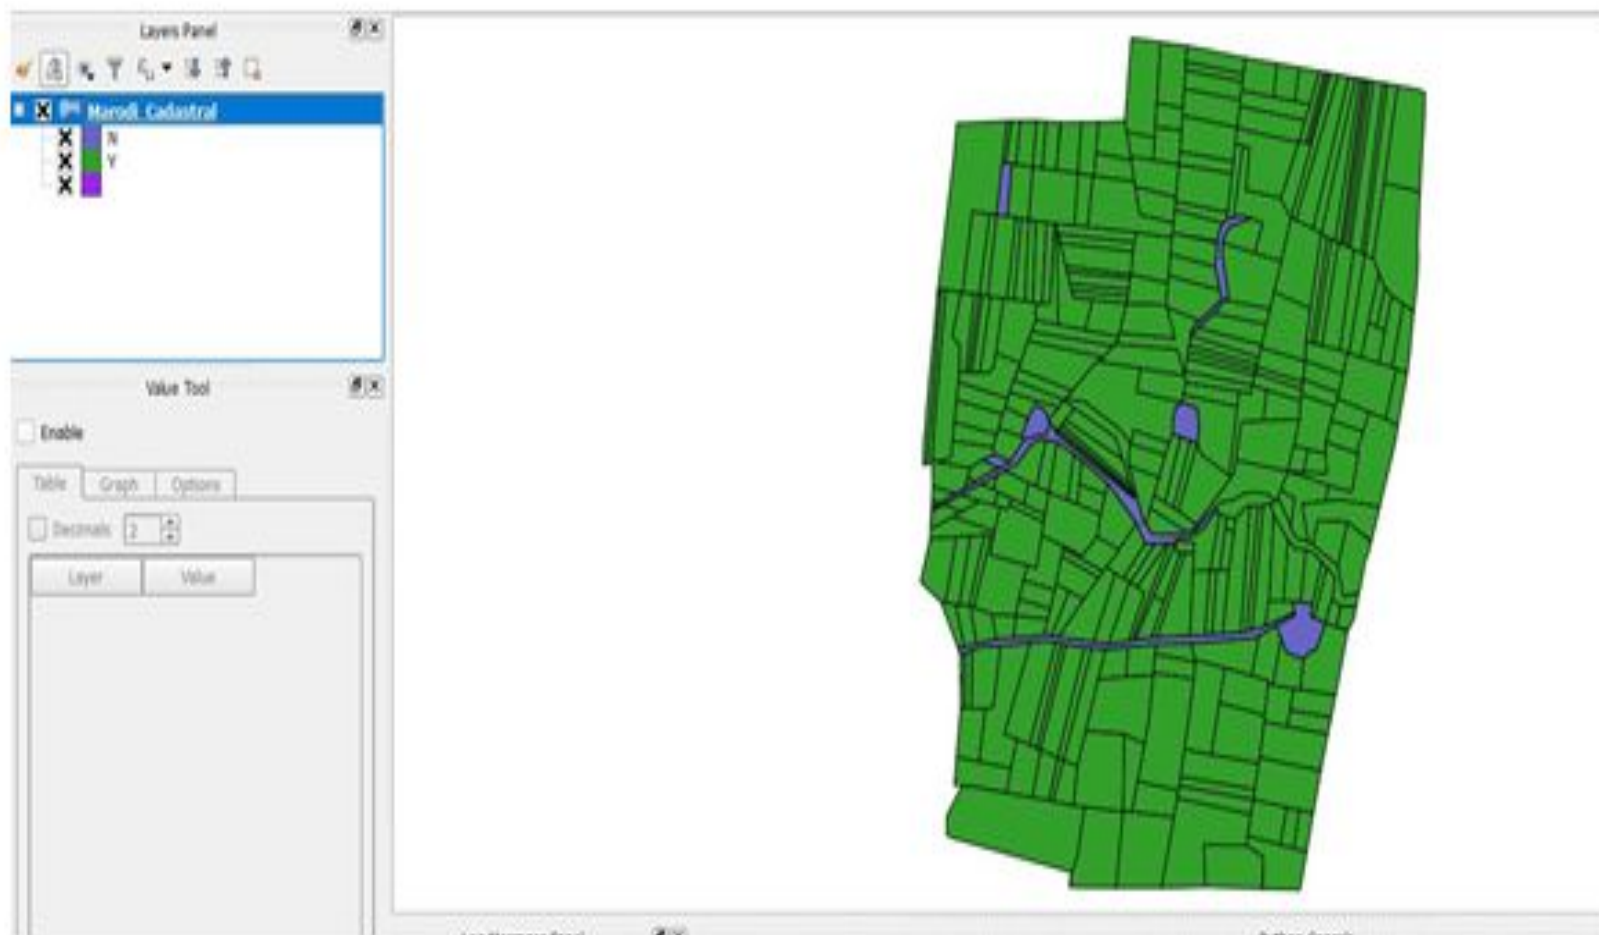 Layers Panel
Marodi_Cadastral
N
Y
Value Tool
Enable
Table Graph Options
Decimals 2
Layer Value